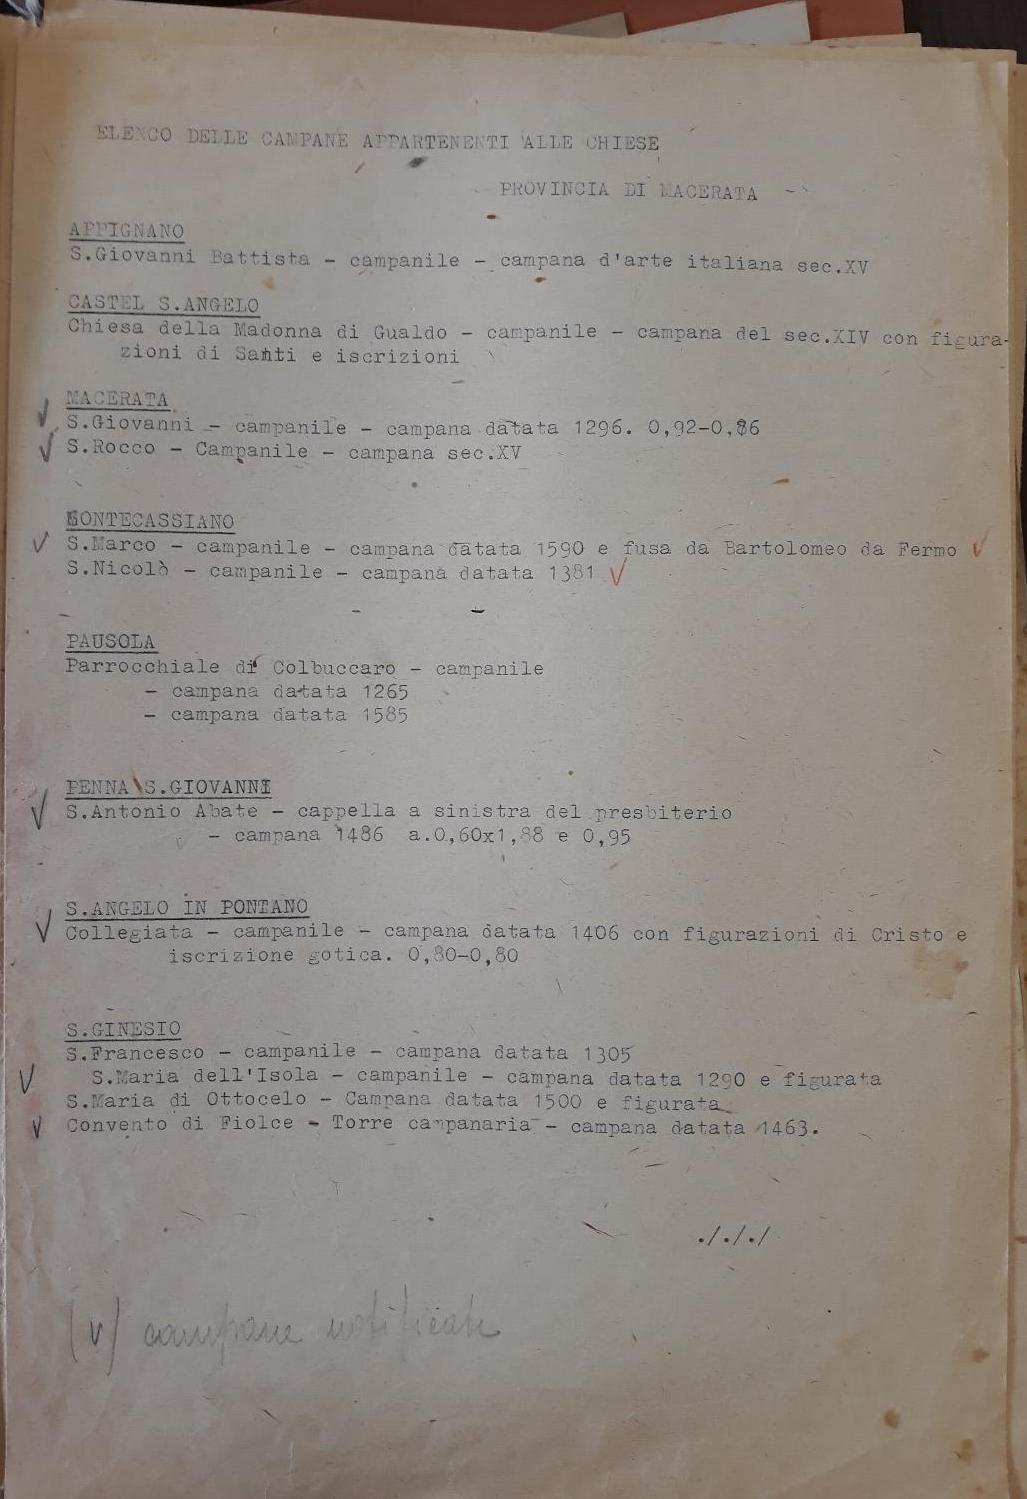 ELENCO DELLE CAMPANE APPARTENENTI ALLE CHIESE
PROVINCIA DI MACERATA
APPIGNANO
S.Giovanni Battista - campanile - campana d'arte italiana sec.XV
CASTEL S.ANGELO
Chiesa della Madonna di Gualdo - campanile - campana del sec.XIV con figura-
zioni di Santi e iscrizioni
MACERATA
√ S.Giovanni - campanile - campana datata 1296. 0,92-0,86
√ S.Rocco - Campanile - campana sec.XV
MONTECASSIANO
√ S.Marco - campanile - campana datata 1590 e fusa da Bartolomeo da Fermo √
S.Nicolò - campanile - campana datata 1381 √
PAUSOLA
Parrocchiale di Colbuccaro - campanile
- campana datata 1265
- campana datata 1585
PENNA S.GIOVANNI
√ S.Antonio Abate - cappella a sinistra del presbiterio
- campana 1486 a.0,60x1,88 e 0,95
S.ANGELO IN PONTANO
√ Collegiata - campanile - campana datata 1406 con figurazioni di Cristo e
iscrizione gotica. 0,80-0,80
S.GINESIO
S.Francesco - campanile - campana datata 1305
√ S.Maria dell'Isola - campanile - campana datata 1290 e figurata
S.Maria di Ottocelo - Campana datata 1500 e figurata
√ Convento di Fiolce - Torre campanaria - campana datata 1463.
./././
(v) campane notificate